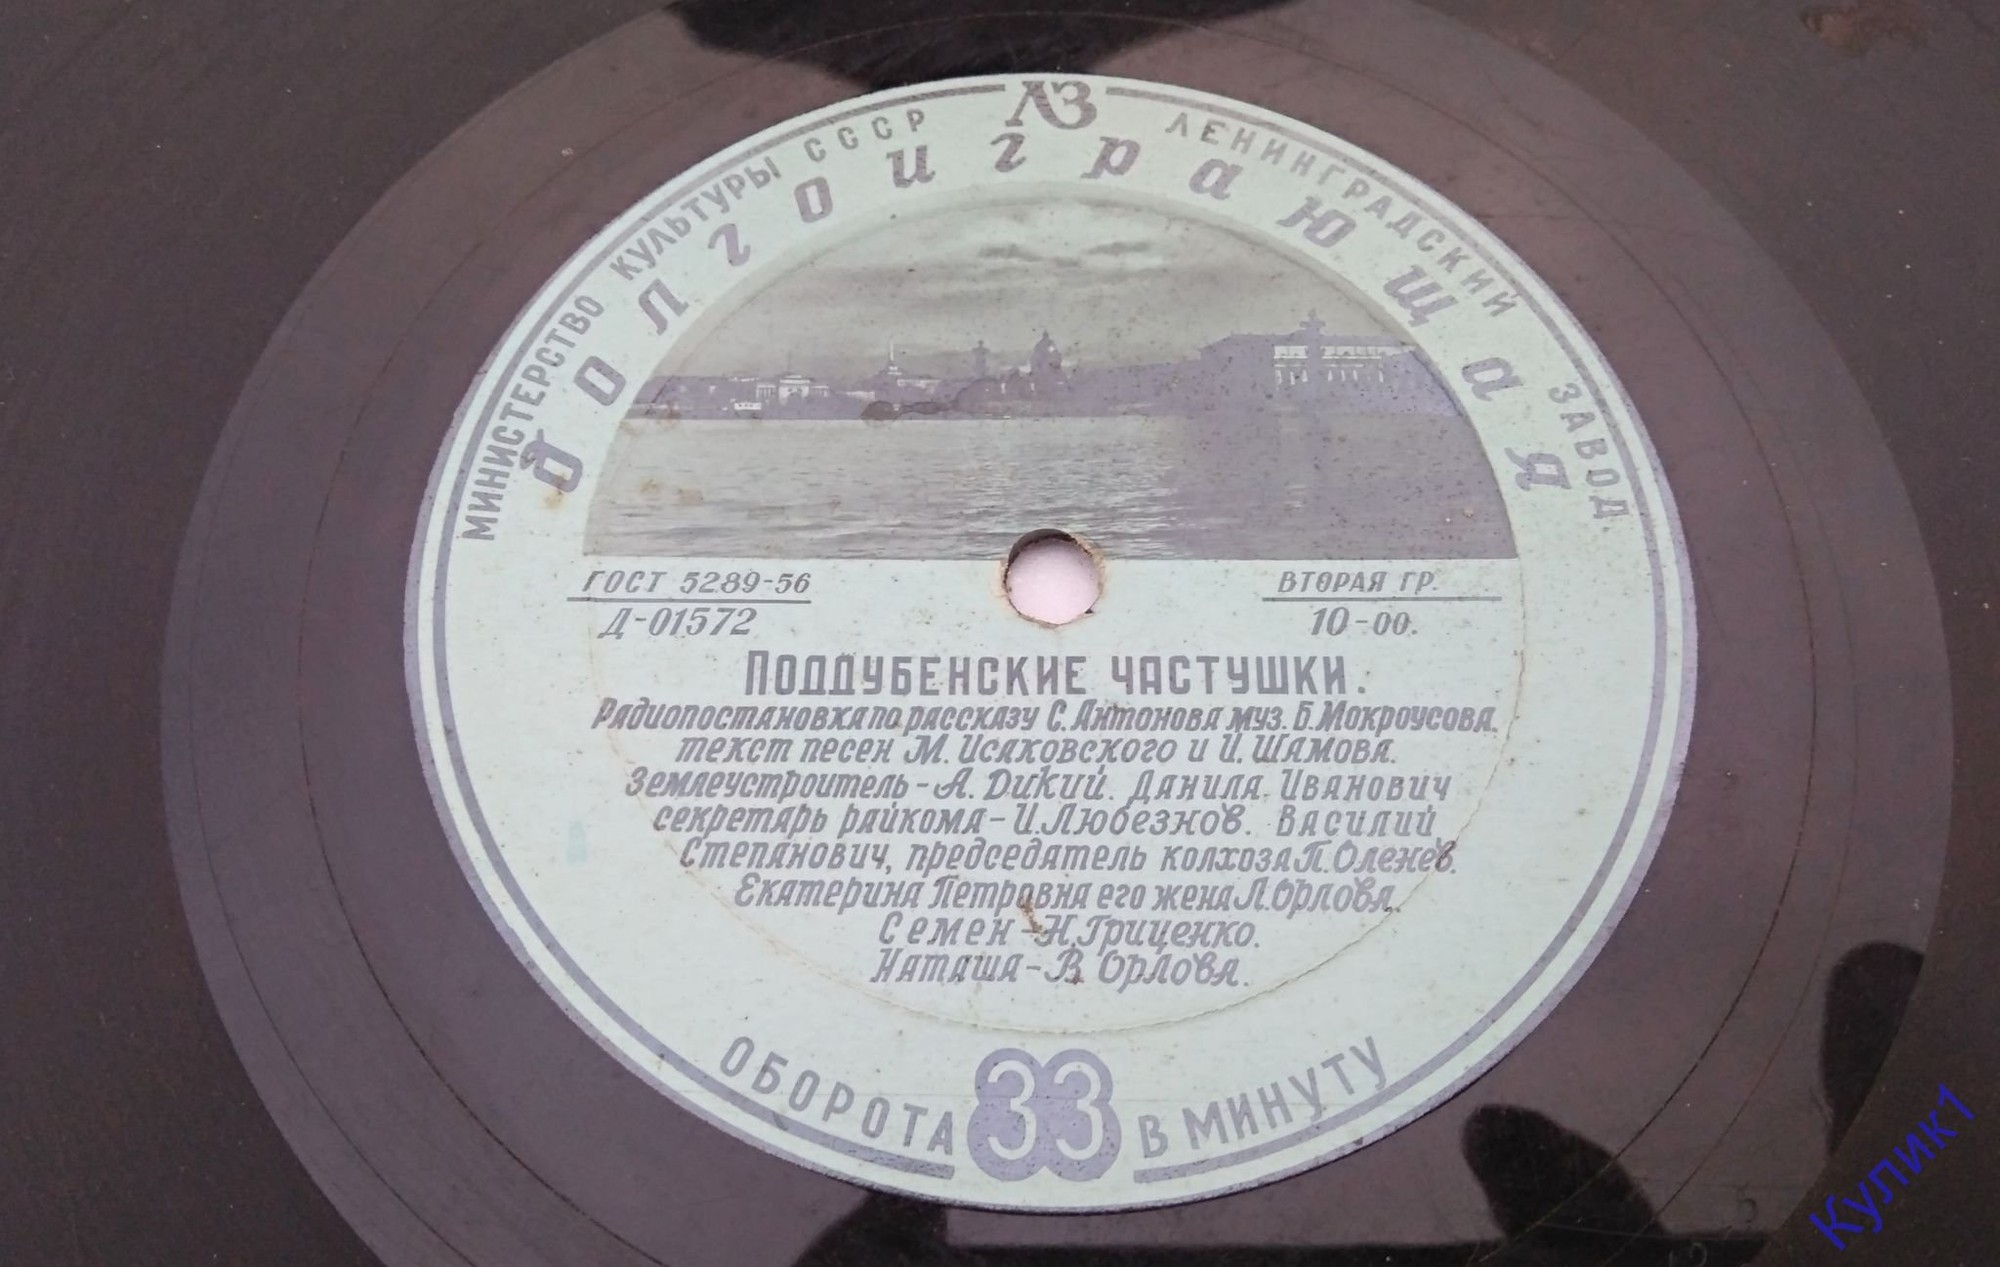 МИНИСТЕРСТВО КУЛЬТУРЫ СССР ЛЗ ЛЕНИНГРАДСКИЙ ЗАВОД.
долгоиграющая
ГОСТ 5289-56
Д-01572
ВТОРАЯ ГР.
10-00.
ПОДДУБЕНСКИЕ ЧАСТУШКИ.
Радиопостановка по рассказу С. Антонова муз. Б. Мокроусова.
текст песен М. Исаковского и И. Шамова.
Землеустроитель-А. Дикий. Данила Иванович
секретарь райкома-И. Любезнов. Василий
Степанович, председатель колхоза П. Оленев.
Екатерина Петровна его жена Л. Орлова.
Семен-Н. Гриценко.
Наташа-В. Орлова.
ОБОРОТА 33 В МИНУТУ
Кулик1